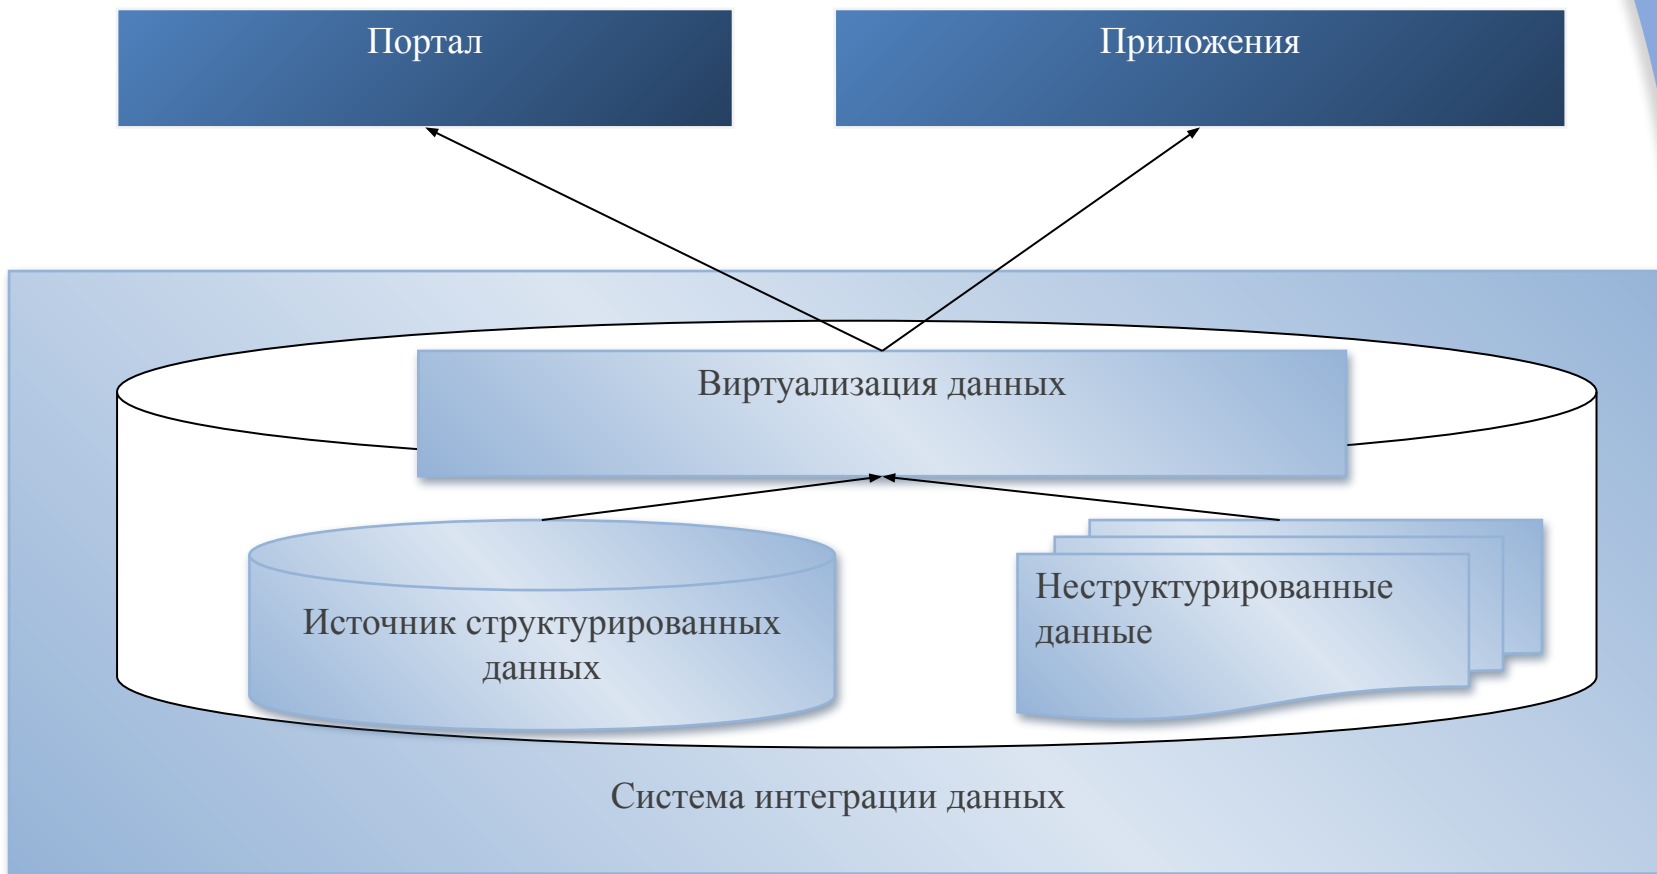 Портал
Приложения
Виртуализация данных
Источник структурированных
данных
Неструктурированные
данные
Система интеграции данных